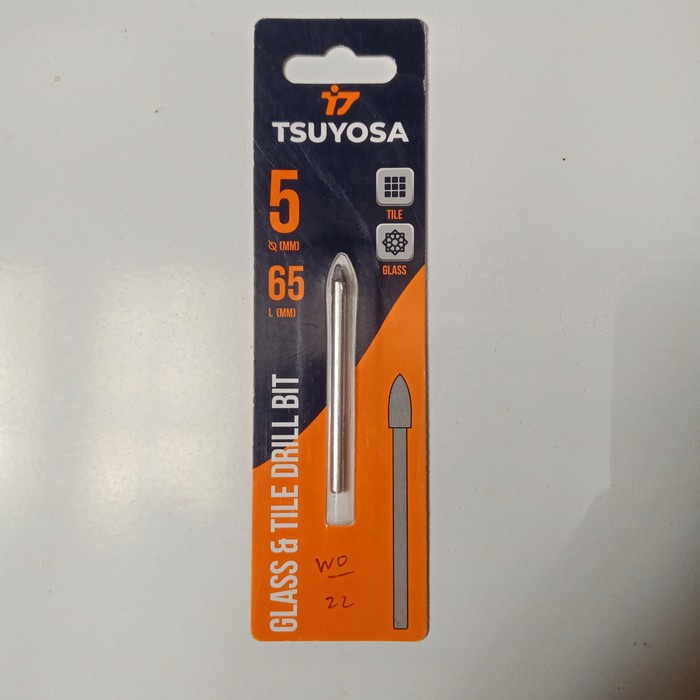 TSUYOSA
5
Ø (MM)
65
L (MM)
TILE
GLASS
GLASS & TILE DRILL BIT
WO
22